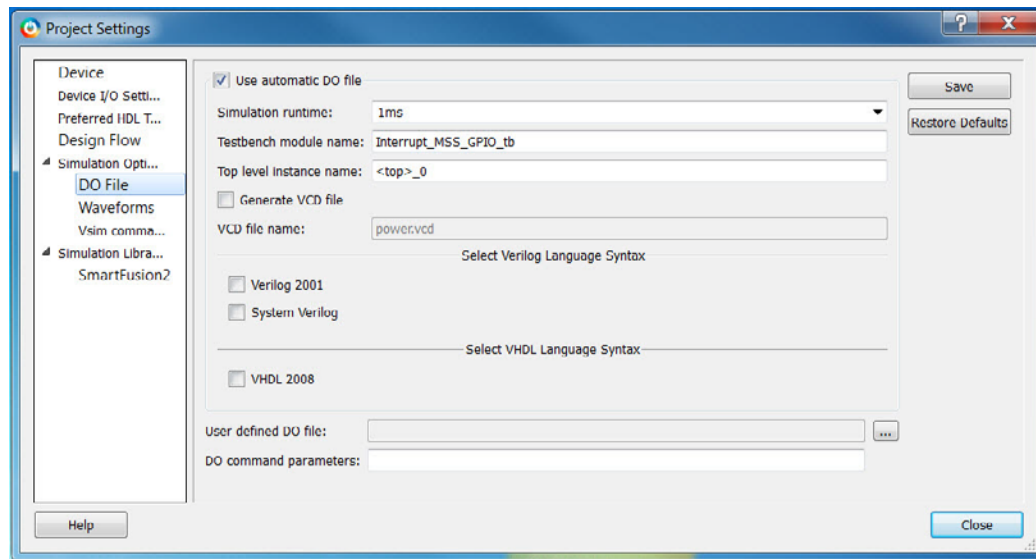 Project Settings
Device
Device I/O Setti...
Preferred HDL T...
Design Flow
Simulation Opti...
DO File
Waveforms
Vsim comma...
Simulation Libra...
SmartFusion2
Use automatic DO file
Simulation runtime: 1ms
Testbench module name: Interrupt_MSS_GPIO_tb
Top level instance name: <top>_0
Generate VCD file
VCD file name: power.vcd
Select Verilog Language Syntax
Verilog 2001
System Verilog
Select VHDL Language Syntax
VHDL 2008
User defined DO file: ...
DO command parameters:
Save
Restore Defaults
Help
Close